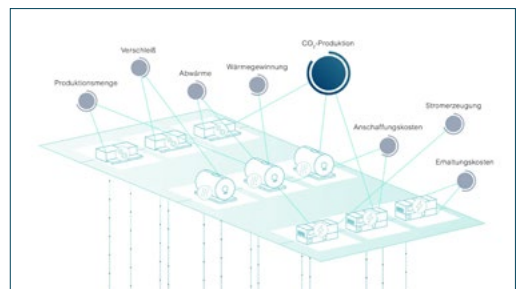 CO₂-Produktion
Verschleiß
Wärmegewinnung
Abwärme
Produktionsmenge
Stromerzeugung
Anschaffungskosten
Erhaltungskosten